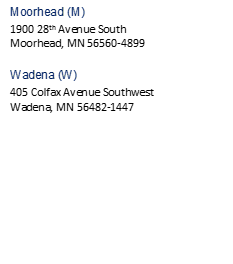 Moorhead (M)
1900 28th Avenue South
Moorhead, MN 56560-4899
Wadena (W)
405 Colfax Avenue Southwest
Wadena, MN 56482-1447